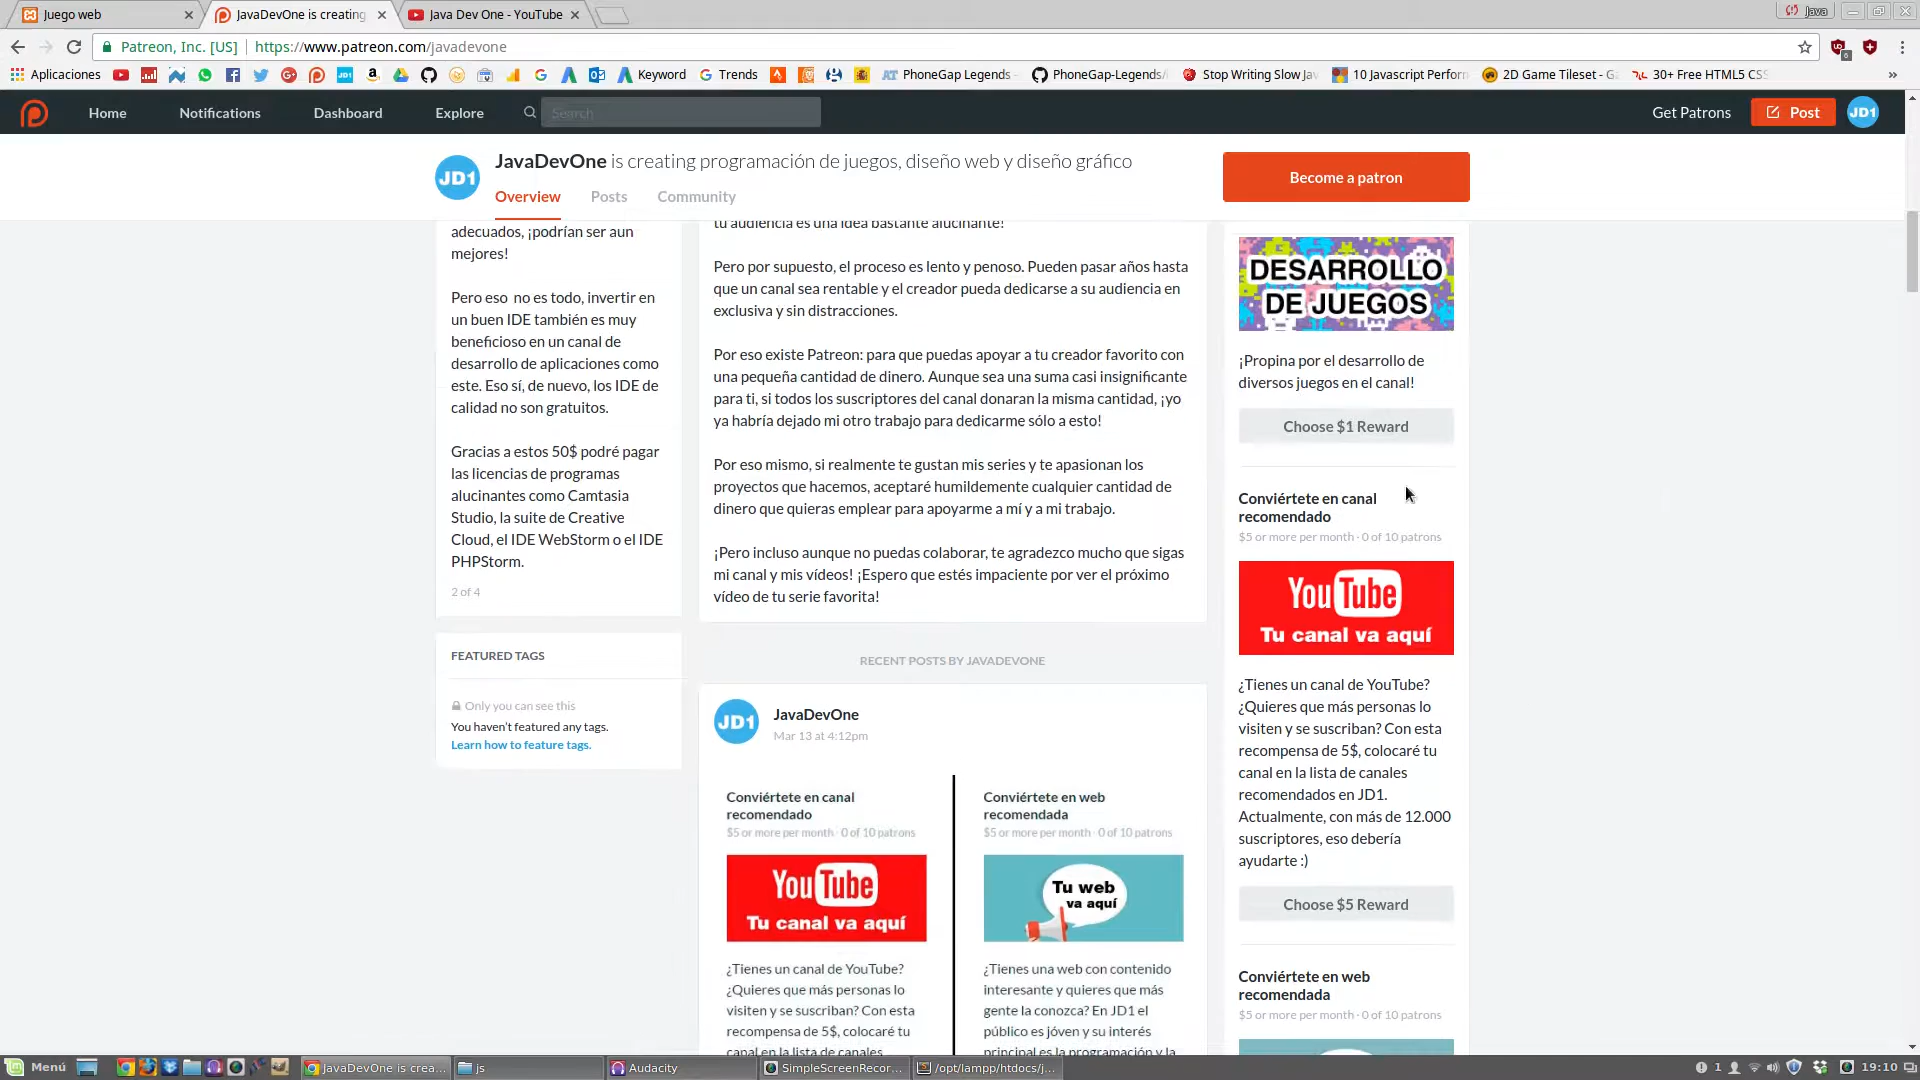 Juego web
JavaDevOne is creating
Java Dev One - YouTube
Java
Patreon, Inc. [US]
https://www.patreon.com/javadevone
Aplicaciones
Keyword
Trends
PhoneGap Legends
PhoneGap-Legends/
Stop Writing Slow Jav
10 Javascript Perfor
2D Game Tileset - Ga
30+ Free HTML5 CSS
Home
Notifications
Dashboard
Explore
Search
Get Patrons
Post
JD1
JD1
JavaDevOne is creating programación de juegos, diseño web y diseño gráfico
Overview
Posts
Community
Become a patron
adecuados, ¡podrían ser aun
mejores!
Pero eso no es todo, invertir en
un buen IDE también es muy
beneficioso en un canal de
desarrollo de aplicaciones como
este. Eso sí, de nuevo, los IDE de
calidad no son gratuitos.
Gracias a estos 50$ podré pagar
las licencias de programas
alucinantes como Camtasia
Studio, la suite de Creative
Cloud, el IDE WebStorm o el IDE
PHPStorm.
2 of 4
FEATURED TAGS
Only you can see this
You haven't featured any tags.
Learn how to feature tags.
tu audiencia es una idea bastante alucinante!
Pero por supuesto, el proceso es lento y penoso. Pueden pasar años hasta
que un canal sea rentable y el creador pueda dedicarse a su audiencia en
exclusiva y sin distracciones.
Por eso existe Patreon: para que puedas apoyar a tu creador favorito con
una pequeña cantidad de dinero. Aunque sea una suma casi insignificante
para ti, si todos los suscriptores del canal donaran la misma cantidad, ¡yo
ya habría dejado mi otro trabajo para dedicarme sólo a esto!
Por eso mismo, si realmente te gustan mis series y te apasionan los
proyectos que hacemos, aceptaré humildemente cualquier cantidad de
dinero que quieras emplear para apoyarme a mí y a mi trabajo.
¡Pero incluso aunque no puedas colaborar, te agradezco mucho que sigas
mi canal y mis vídeos! ¡Espero que estés impaciente por ver el próximo
vídeo de tu serie favorita!
RECENT POSTS BY JAVADEVONE
JD1
JavaDevOne
Mar 13 at 4:12pm
Conviértete en canal
recomendado
$5 or more per month · 0 of 10 patrons
YouTube
Tu canal va aquí
¿Tienes un canal de YouTube?
¿Quieres que más personas lo
visiten y se suscriban? Con esta
recompensa de 5$, colocaré tu
canal en la lista de canales
Conviértete en web
recomendada
$5 or more per month · 0 of 10 patrons
Tu web
va aquí
¿Tienes una web con contenido
interesante y quieres que más
gente la conozca? En JD1 el
público es jóven y su interés
principal es la programación y la
DESARROLLO
DE JUEGOS
¡Propina por el desarrollo de
diversos juegos en el canal!
Choose $1 Reward
Conviértete en canal
recomendado
$5 or more per month · 0 of 10 patrons
YouTube
Tu canal va aquí
¿Tienes un canal de YouTube?
¿Quieres que más personas lo
visiten y se suscriban? Con esta
recompensa de 5$, colocaré tu
canal en la lista de canales
recomendados en JD1.
Actualmente, con más de 12.000
suscriptores, eso debería
ayudarte :)
Choose $5 Reward
Conviértete en web
recomendada
$5 or more per month · 0 of 10 patrons
Menú
JavaDevOne is crea...
js
Audacity
SimpleScreenRecor...
/opt/lampp/htdocs/j...
1
19:10